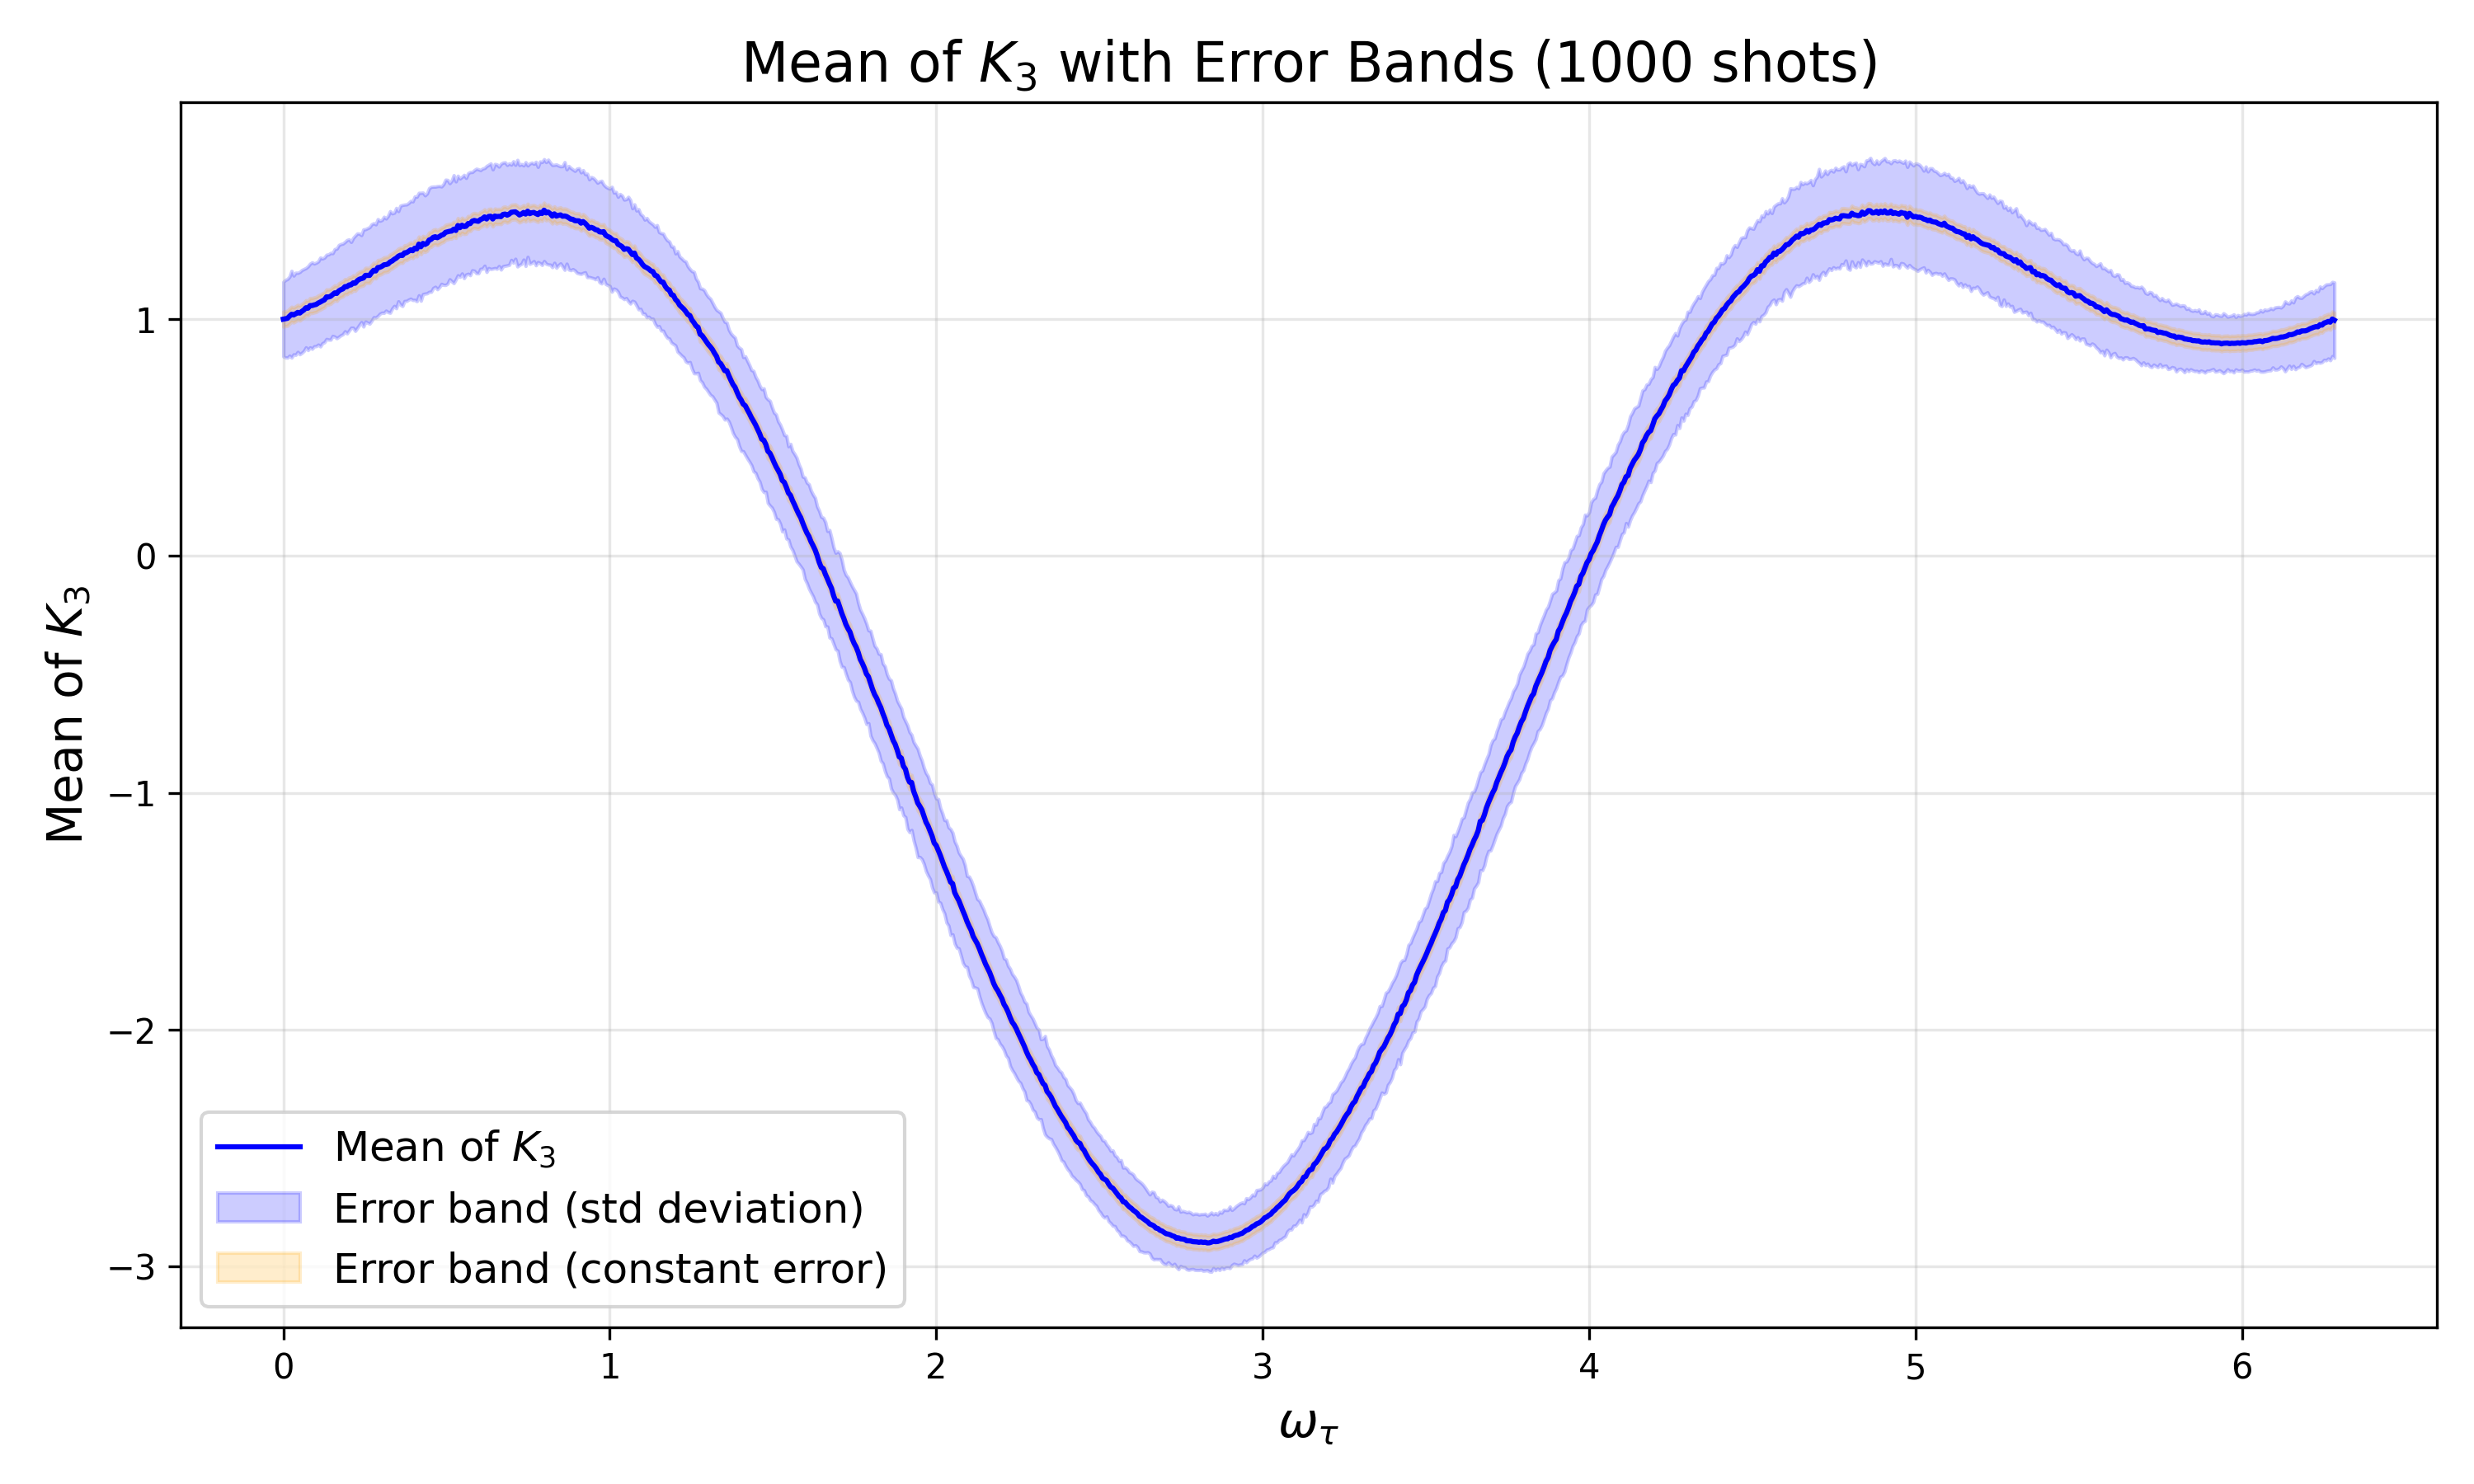 Mean of K₃ with Error Bands (1000 shots)
Mean of K₃
1
0
−1
−2
−3
Mean of K₃
Error band (std deviation)
Error band (constant error)
0 1 2 3 4 5 6
ω_τ